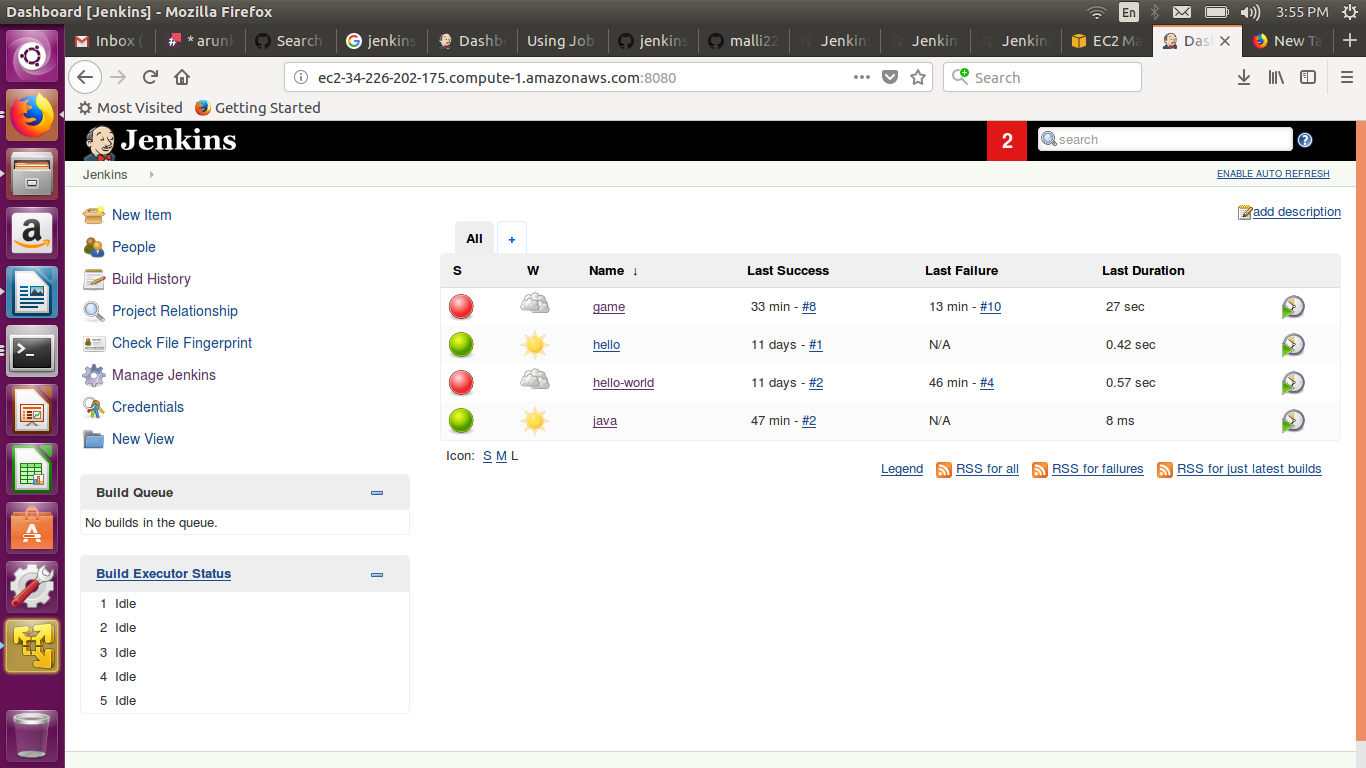 Dashboard [Jenkins] - Mozilla Firefox
En
3:55 PM
Inbox (
* arun
Search
jenkins
Dashb
Using Job
jenkins
malli22
Jenkin
Jenkin
Jenkin
EC2 Ma
Das
New Ta
ec2-34-226-202-175.compute-1.amazonaws.com:8080
Search
Most Visited
Getting Started
Jenkins
2
search
Jenkins
ENABLE AUTO REFRESH
New Item
People
Build History
Project Relationship
Check File Fingerprint
Manage Jenkins
Credentials
New View
Build Queue
No builds in the queue.
Build Executor Status
1 Idle
2 Idle
3 Idle
4 Idle
5 Idle
add description
All +
S W Name ↓ Last Success Last Failure Last Duration
game 33 min - #8 13 min - #10 27 sec
hello 11 days - #1 N/A 0.42 sec
hello-world 11 days - #2 46 min - #4 0.57 sec
java 47 min - #2 N/A 8 ms
Icon: S M L
Legend RSS for all RSS for failures RSS for just latest builds